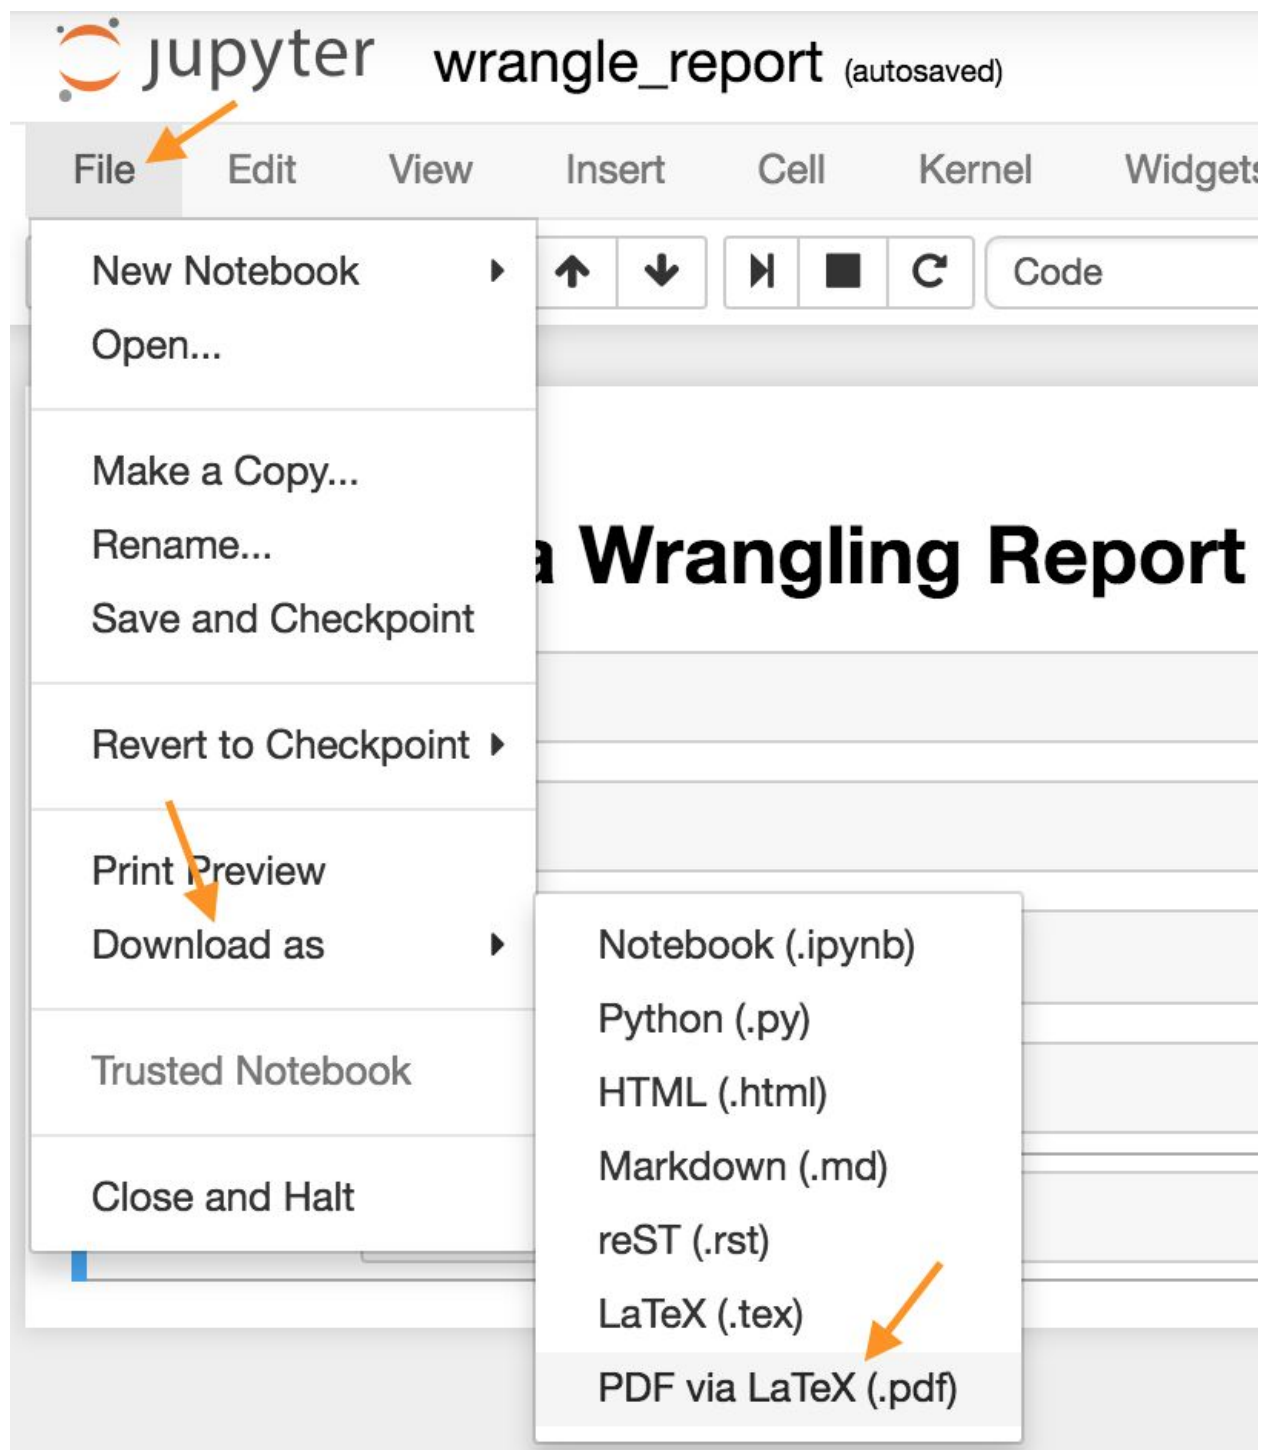 jupyter wrangle_report (autosaved)
File Edit View Insert Cell Kernel Widgets
New Notebook
Code
Open...
Make a Copy...
a Wrangling Report
Rename...
Save and Checkpoint
Revert to Checkpoint
Print Preview
Download as
Notebook (.ipynb)
Python (.py)
Trusted Notebook
HTML (.html)
Markdown (.md)
Close and Halt
reST (.rst)
LaTeX (.tex)
PDF via LaTeX (.pdf)